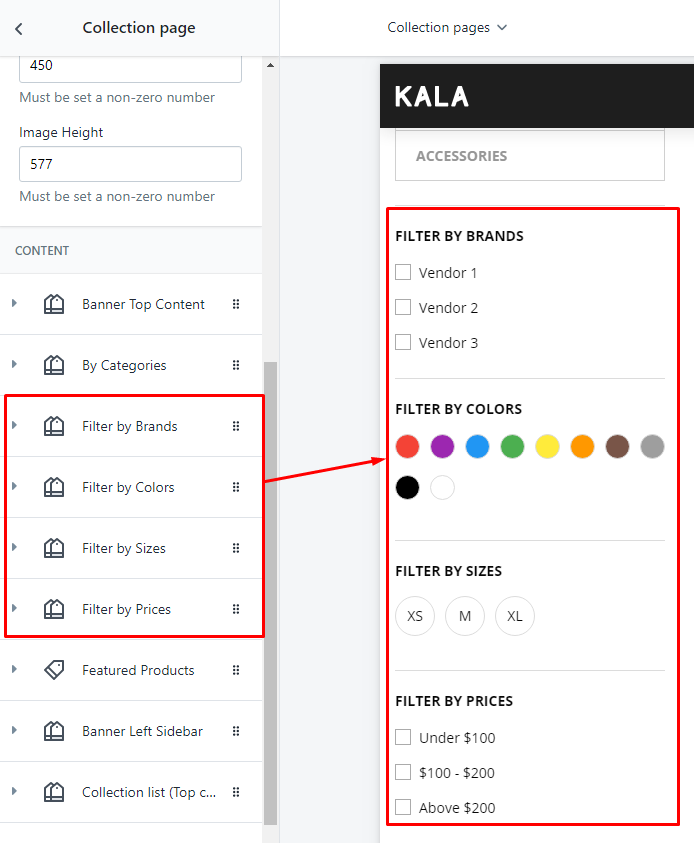 Collection page
Collection pages
450
Must be set a non-zero number
Image Height
577
Must be set a non-zero number
CONTENT
Banner Top Content
By Categories
Filter by Brands
Filter by Colors
Filter by Sizes
Filter by Prices
Featured Products
Banner Left Sidebar
Collection list (Top c...
KALA
ACCESSORIES
FILTER BY BRANDS
Vendor 1
Vendor 2
Vendor 3
FILTER BY COLORS
FILTER BY SIZES
XS M XL
FILTER BY PRICES
Under $100
$100 - $200
Above $200